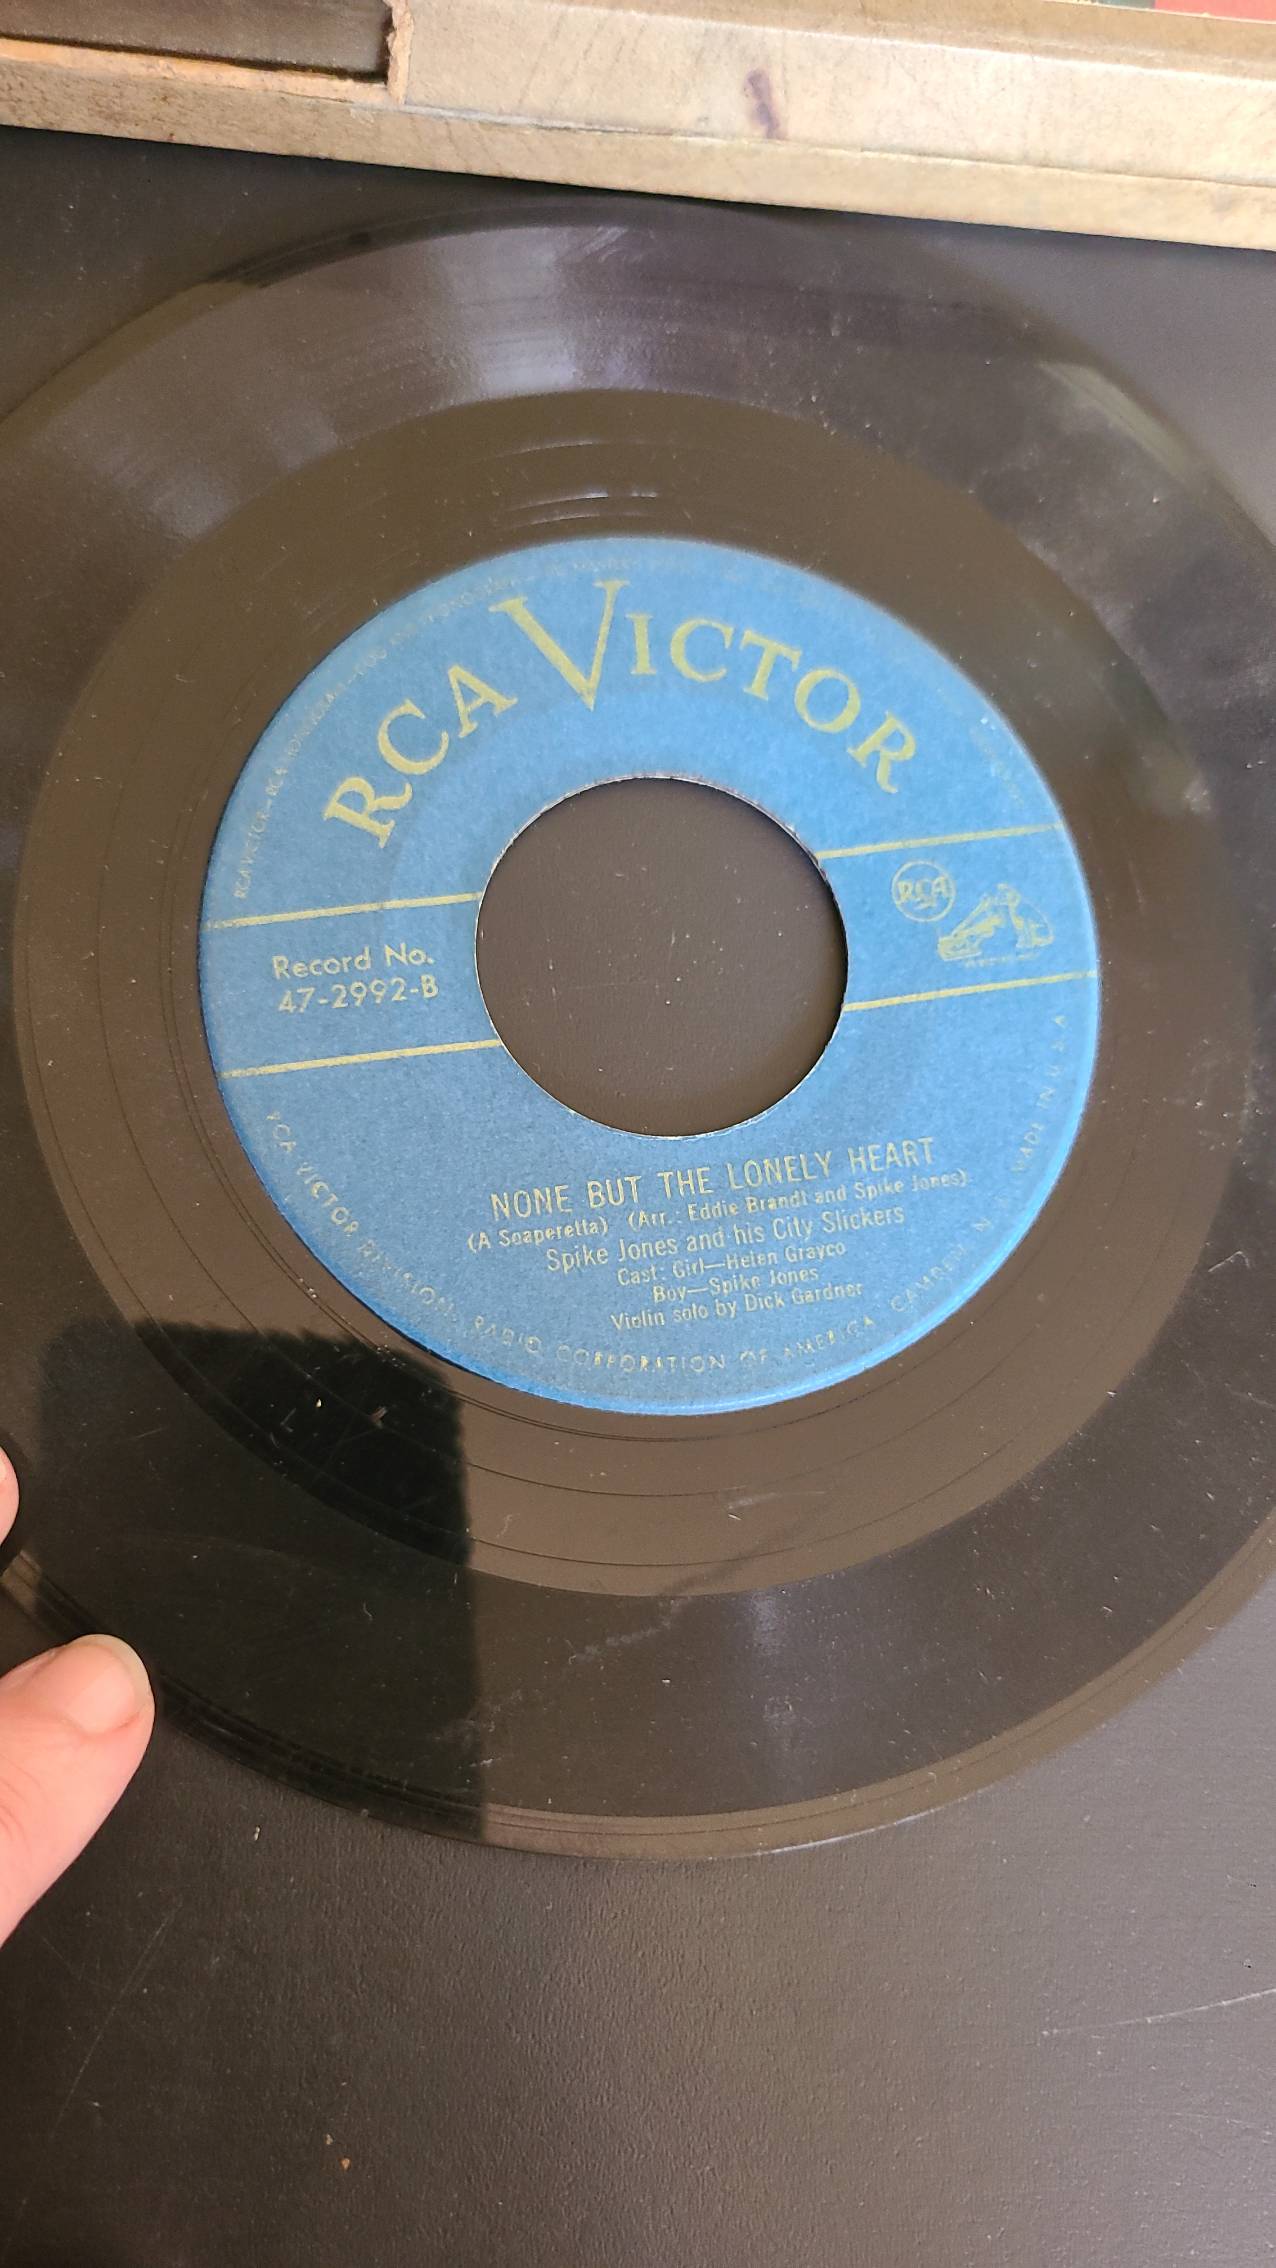 RCA VICTOR
RCA
Record No.
47-2992-B
NONE BUT THE LONELY HEART
(A Soaperetta) (Arr.: Eddie Brandt and Spike Jones)
Spike Jones and his City Slickers
Cast: Girl—Helen Grayco
Boy—Spike Jones
Violin solo by Dick Gardner
RCA VICTOR DIVISION, RADIO CORPORATION OF AMERICA, CAMDEN, N. J. MADE IN U.S.A.